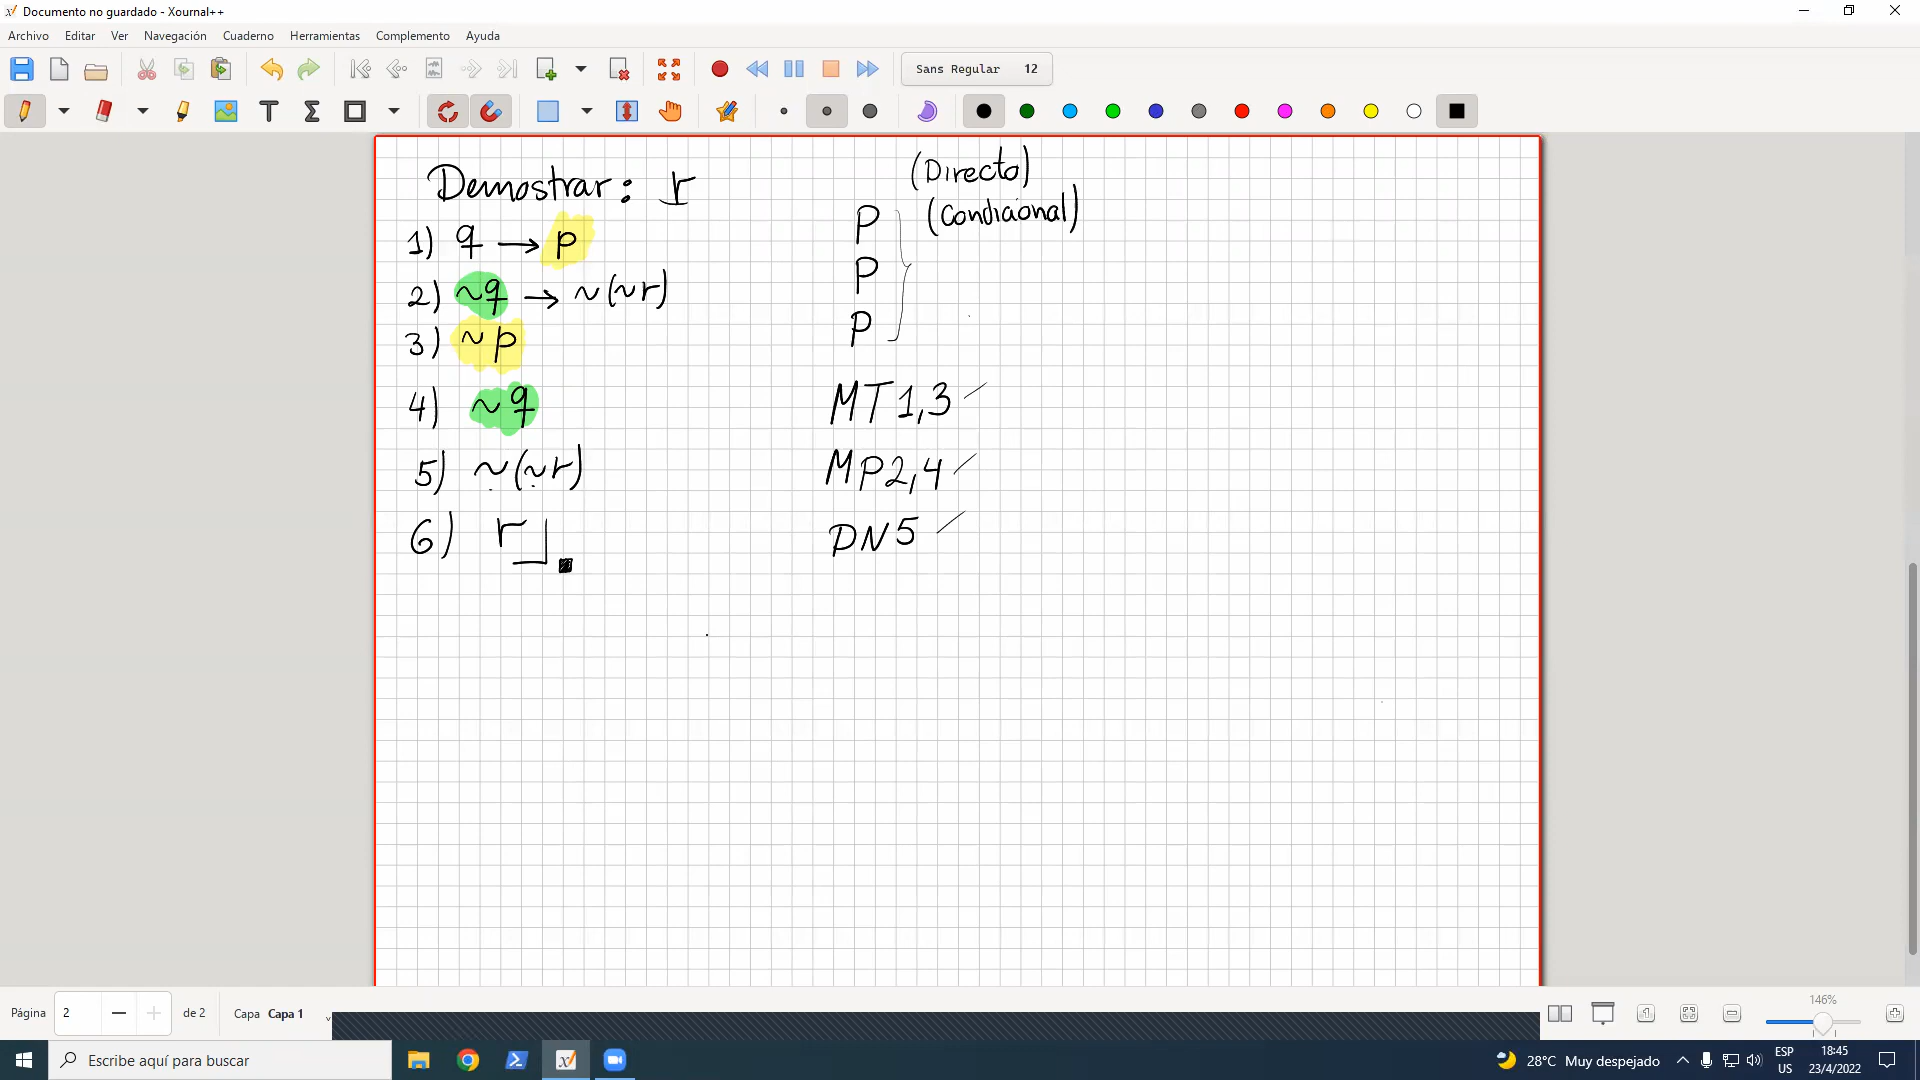 Documento no guardado - Xournal++
Archivo Editar Ver Navegación Cuaderno Herramientas Complemento Ayuda
Sans Regular 12
Demostrar: r
(Directo)
(Condicional)
1) q → p P
2) ~q → ~(~r) P
3) ~p P
4) ~q MT 1,3
5) ~(~r) MP 2,4
6) r DN 5
Página 2 de 2 Capa Capa 1
146%
Escribe aquí para buscar
28°C Muy despejado
ESP
US
18:45
23/4/2022